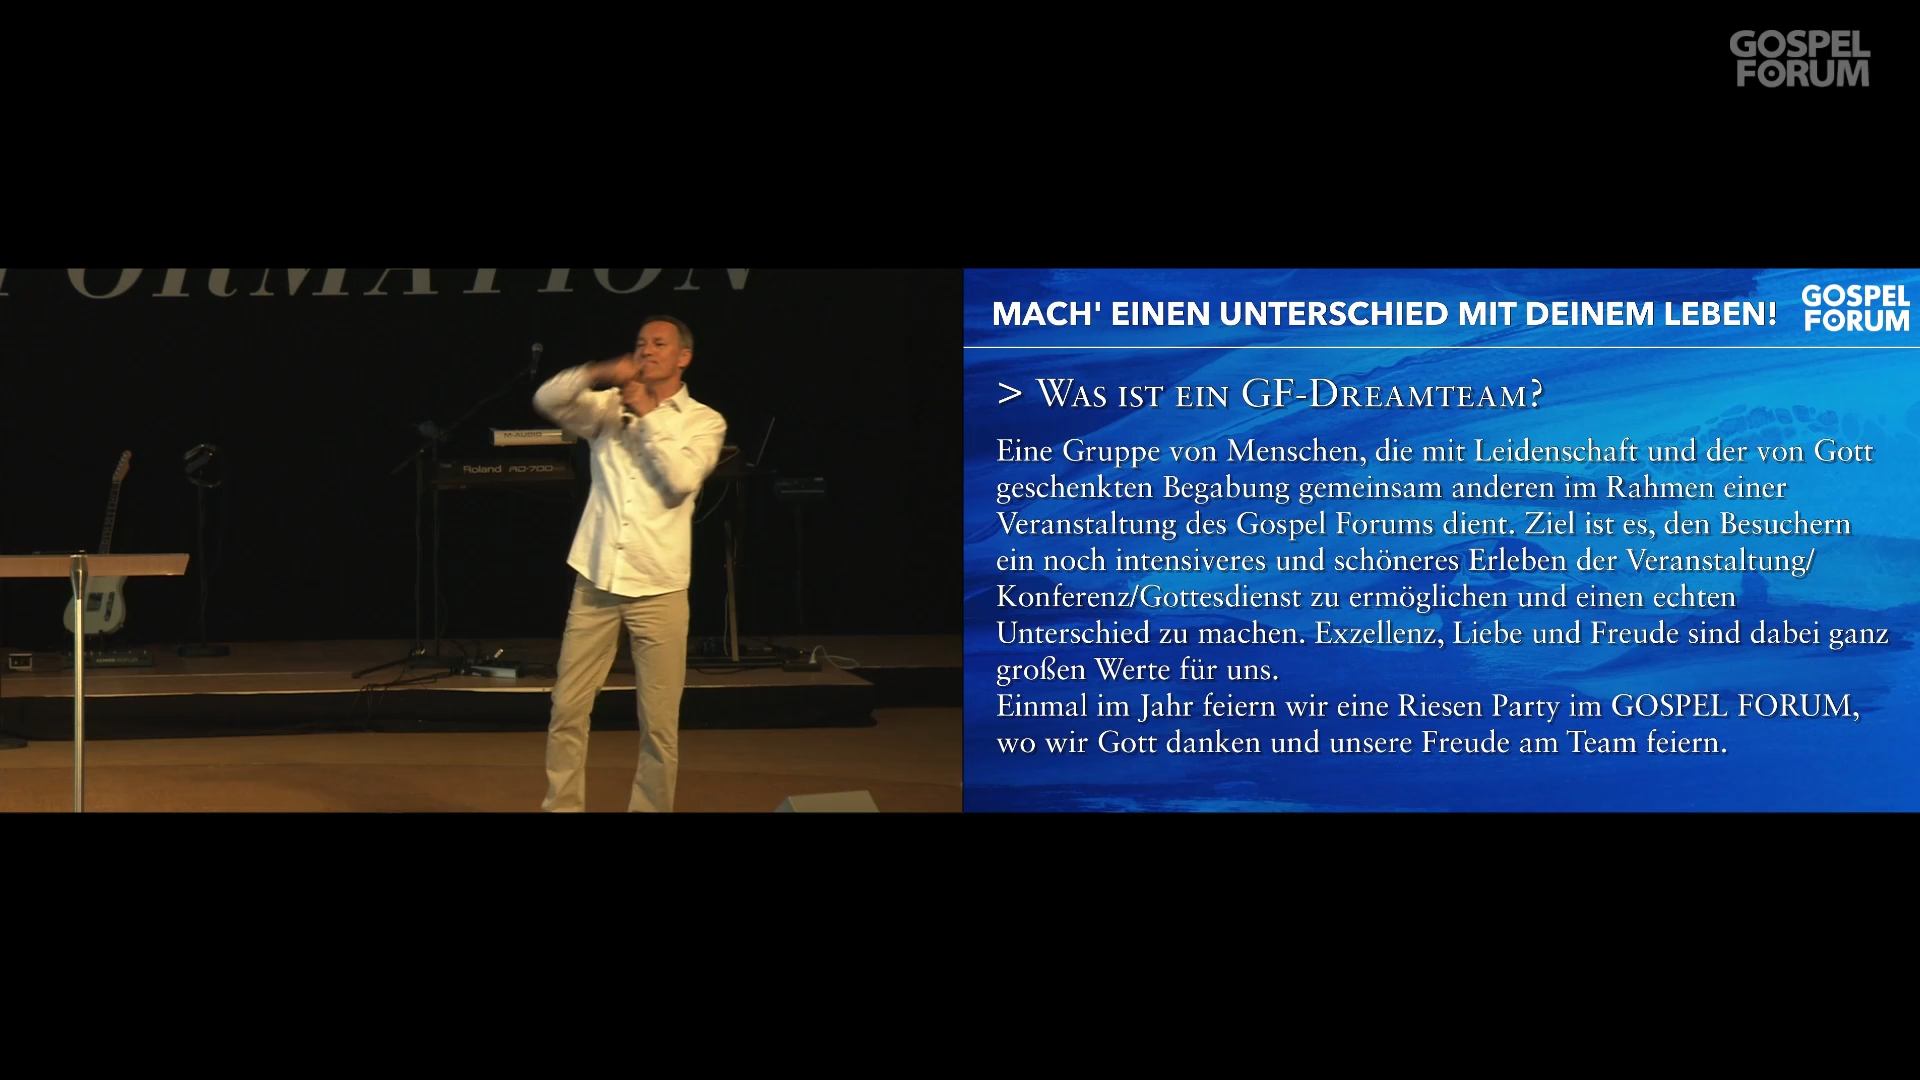 GOSPEL
FORUM
FORMATION
M-AUDIO
Roland RD-700
MACH' EINEN UNTERSCHIED MIT DEINEM LEBEN!
GOSPEL
FORUM
> WAS IST EIN GF-DREAMTEAM?
Eine Gruppe von Menschen, die mit Leidenschaft und der von Gott
geschenkten Begabung gemeinsam anderen im Rahmen einer
Veranstaltung des Gospel Forums dient. Ziel ist es, den Besuchern
ein noch intensiveres und schöneres Erleben der Veranstaltung/
Konferenz/Gottesdienst zu ermöglichen und einen echten
Unterschied zu machen. Exzellenz, Liebe und Freude sind dabei ganz
großen Werte für uns.
Einmal im Jahr feiern wir eine Riesen Party im GOSPEL FORUM,
wo wir Gott danken und unsere Freude am Team feiern.